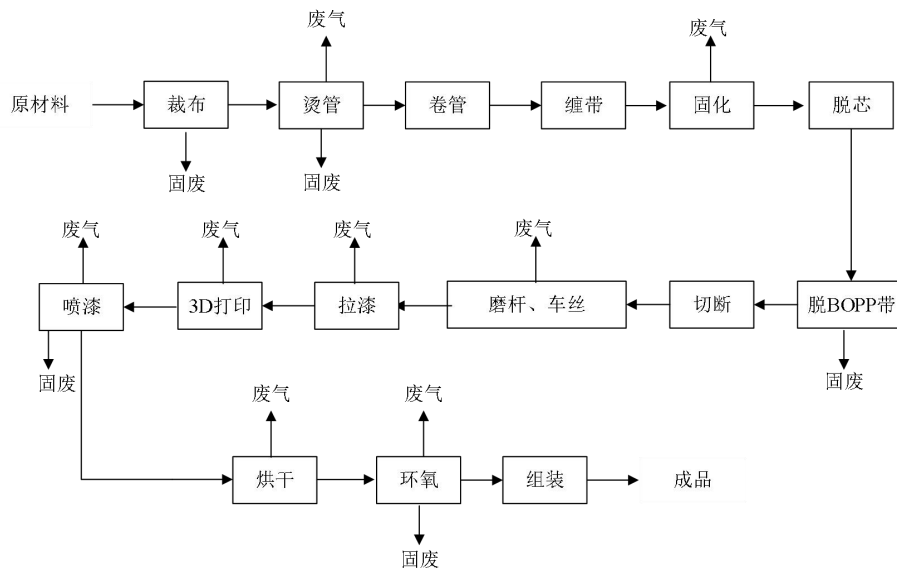 废气 废气
原材料 裁布 烫管 卷管 缠带 固化 脱芯
固废 固废
废气 废气 废气 废气
喷漆 3D打印 拉漆 磨杆、车丝 切断 脱BOPP带
固废 固废
废气 废气
烘干 环氧 组装 成品
固废